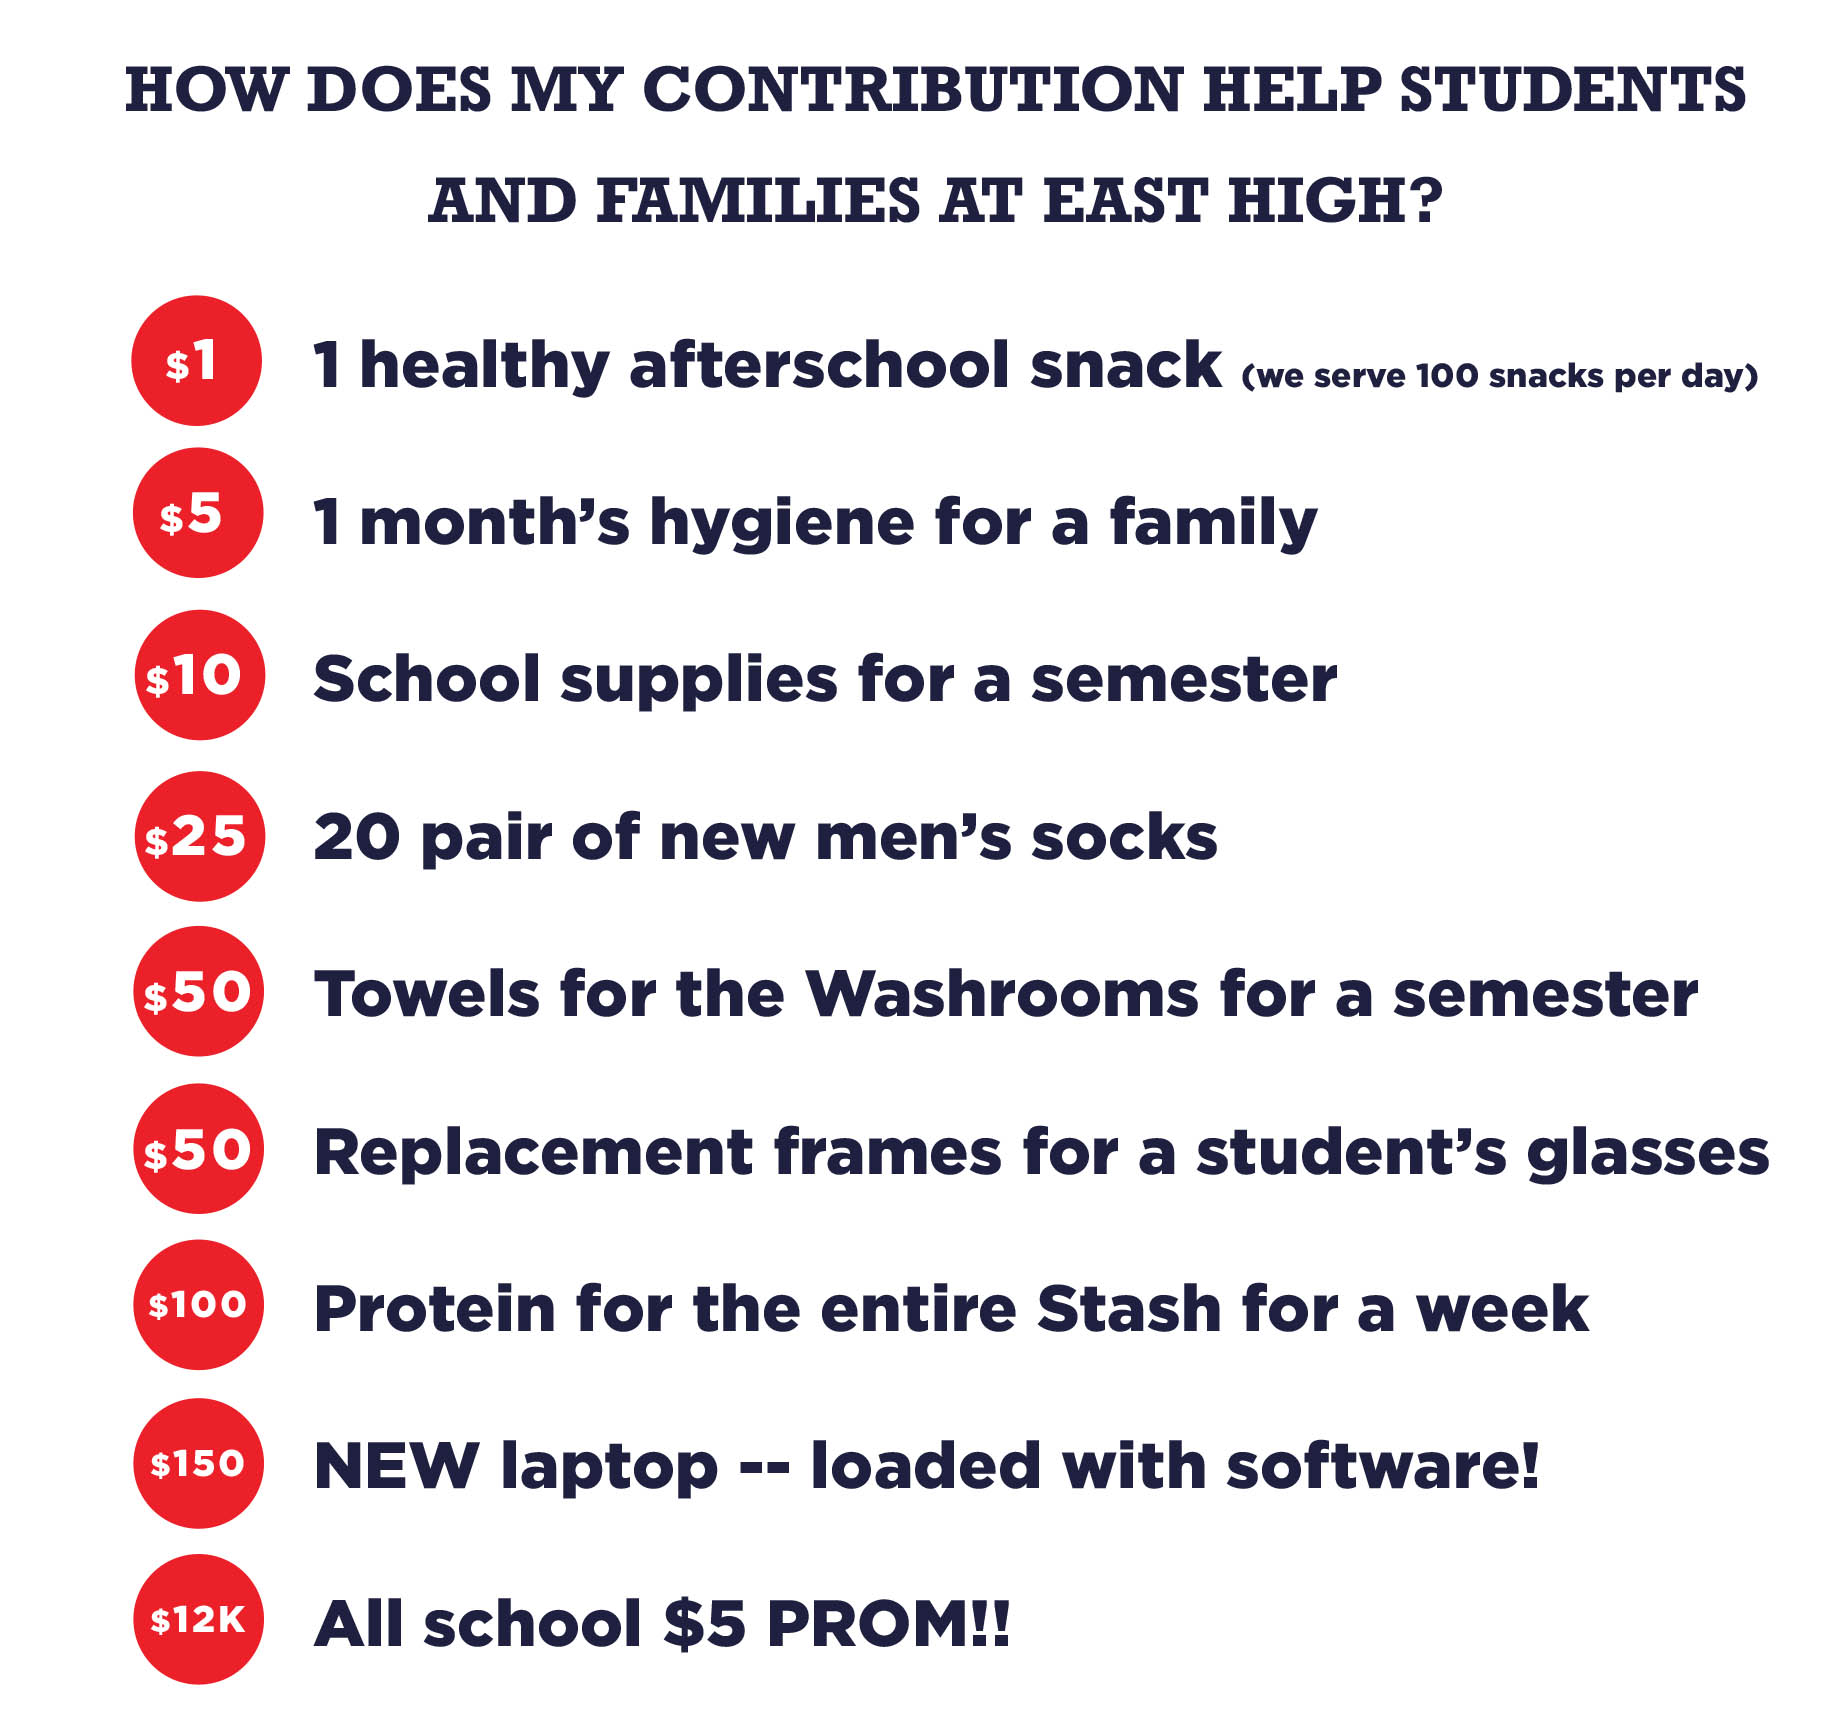 HOW DOES MY CONTRIBUTION HELP STUDENTS
AND FAMILIES AT EAST HIGH?
$1 1 healthy afterschool snack (we serve 100 snacks per day)
$5 1 month’s hygiene for a family
$10 School supplies for a semester
$25 20 pair of new men’s socks
$50 Towels for the Washrooms for a semester
$50 Replacement frames for a student’s glasses
$100 Protein for the entire Stash for a week
$150 NEW laptop -- loaded with software!
$12K All school $5 PROM!!